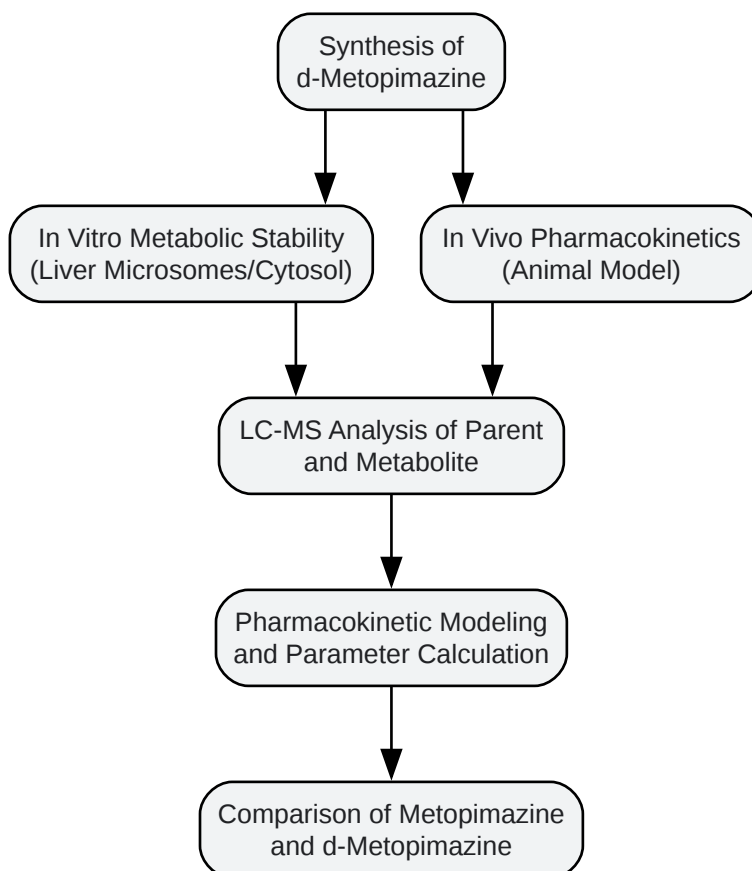 Synthesis of
d-Metopimazine
In Vitro Metabolic Stability
(Liver Microsomes/Cytosol)
In Vivo Pharmacokinetics
(Animal Model)
LC-MS Analysis of Parent
and Metabolite
Pharmacokinetic Modeling
and Parameter Calculation
Comparison of Metopimazine
and d-Metopimazine